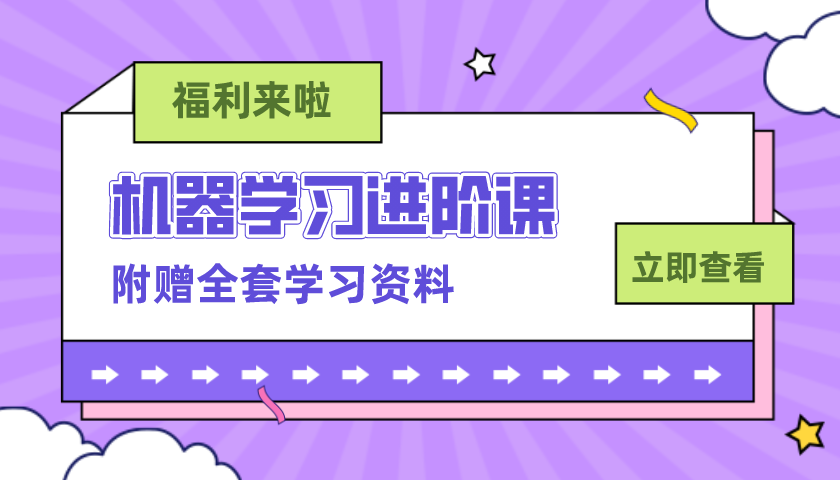 福利来啦
机器学习进阶课
附赠全套学习资料
立即查看